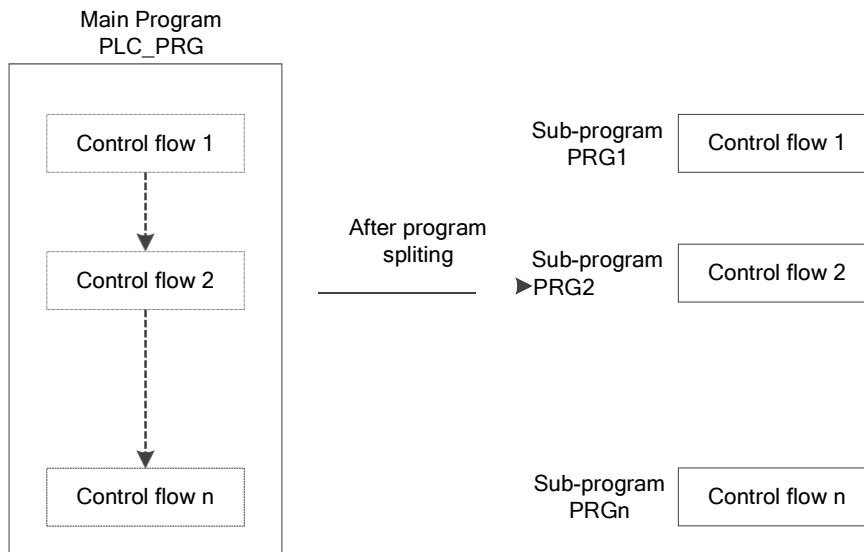 Main Program
PLC_PRG
Control flow 1
Control flow 2
Control flow n
After program
spliting
Sub-program
PRG1
Control flow 1
Sub-program
PRG2
Control flow 2
Sub-program
PRGn
Control flow n